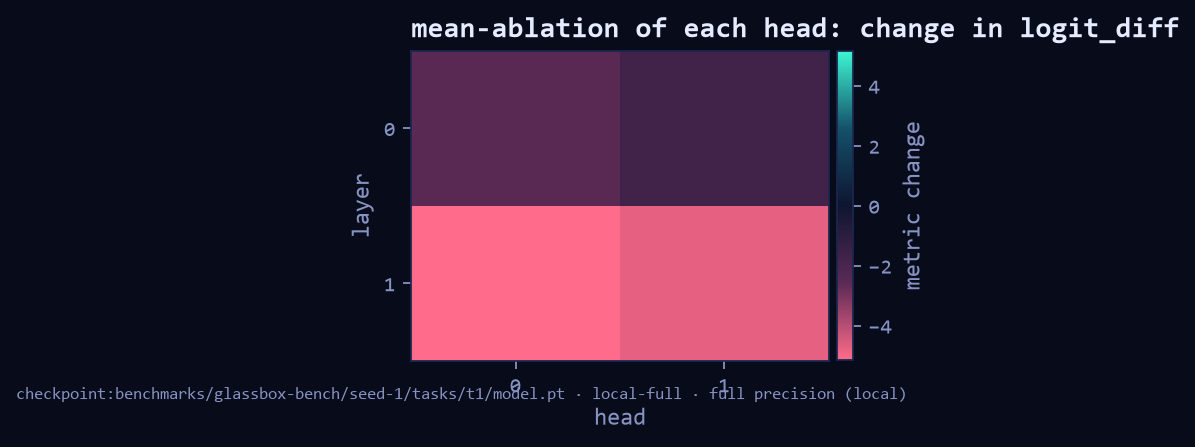 mean-ablation of each head: change in logit_diff
4
2
0
−2
−4
metric change
layer
0
1
0
1
checkpoint:benchmarks/glassbox-bench/seed-1/tasks/t1/model.pt · local-full · full precision (local)
head